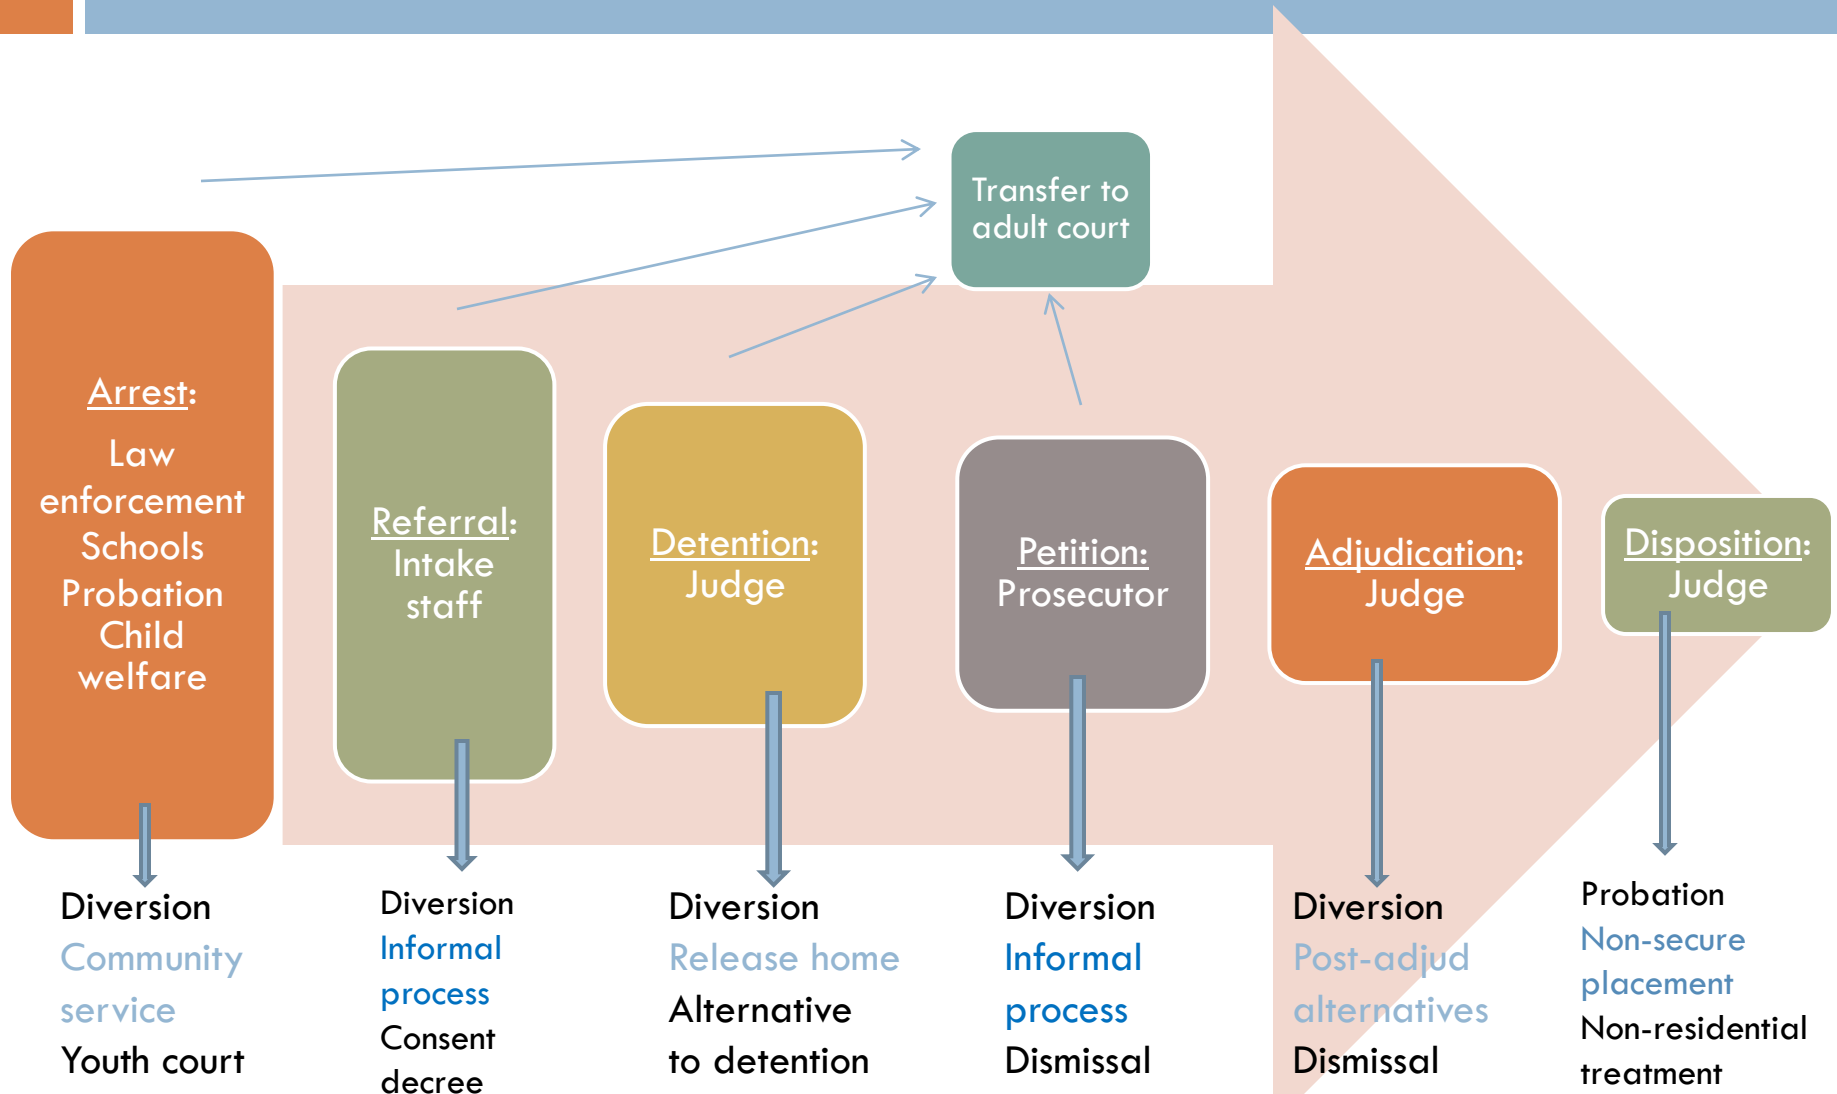 Transfer to
adult court
Arrest:
Law
enforcement
Schools
Probation
Child
welfare
Referral:
Intake
staff
Detention:
Judge
Petition:
Prosecutor
Adjudication:
Judge
Disposition:
Judge
Diversion
Community
service
Youth court
Diversion
Informal
process
Consent
decree
Diversion
Release home
Alternative
to detention
Diversion
Informal
process
Dismissal
Diversion
Post-adjud
alternatives
Dismissal
Probation
Non-secure
placement
Non-residential
treatment